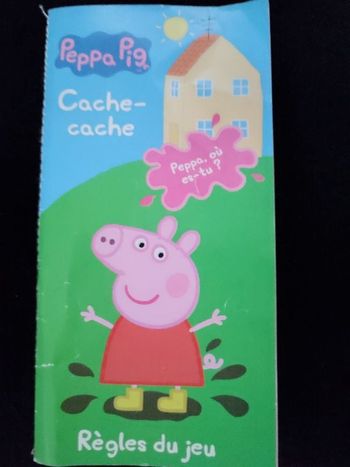 Peppa Pig
Cache-
cache
Peppa, où
es-tu ?
Règles du jeu